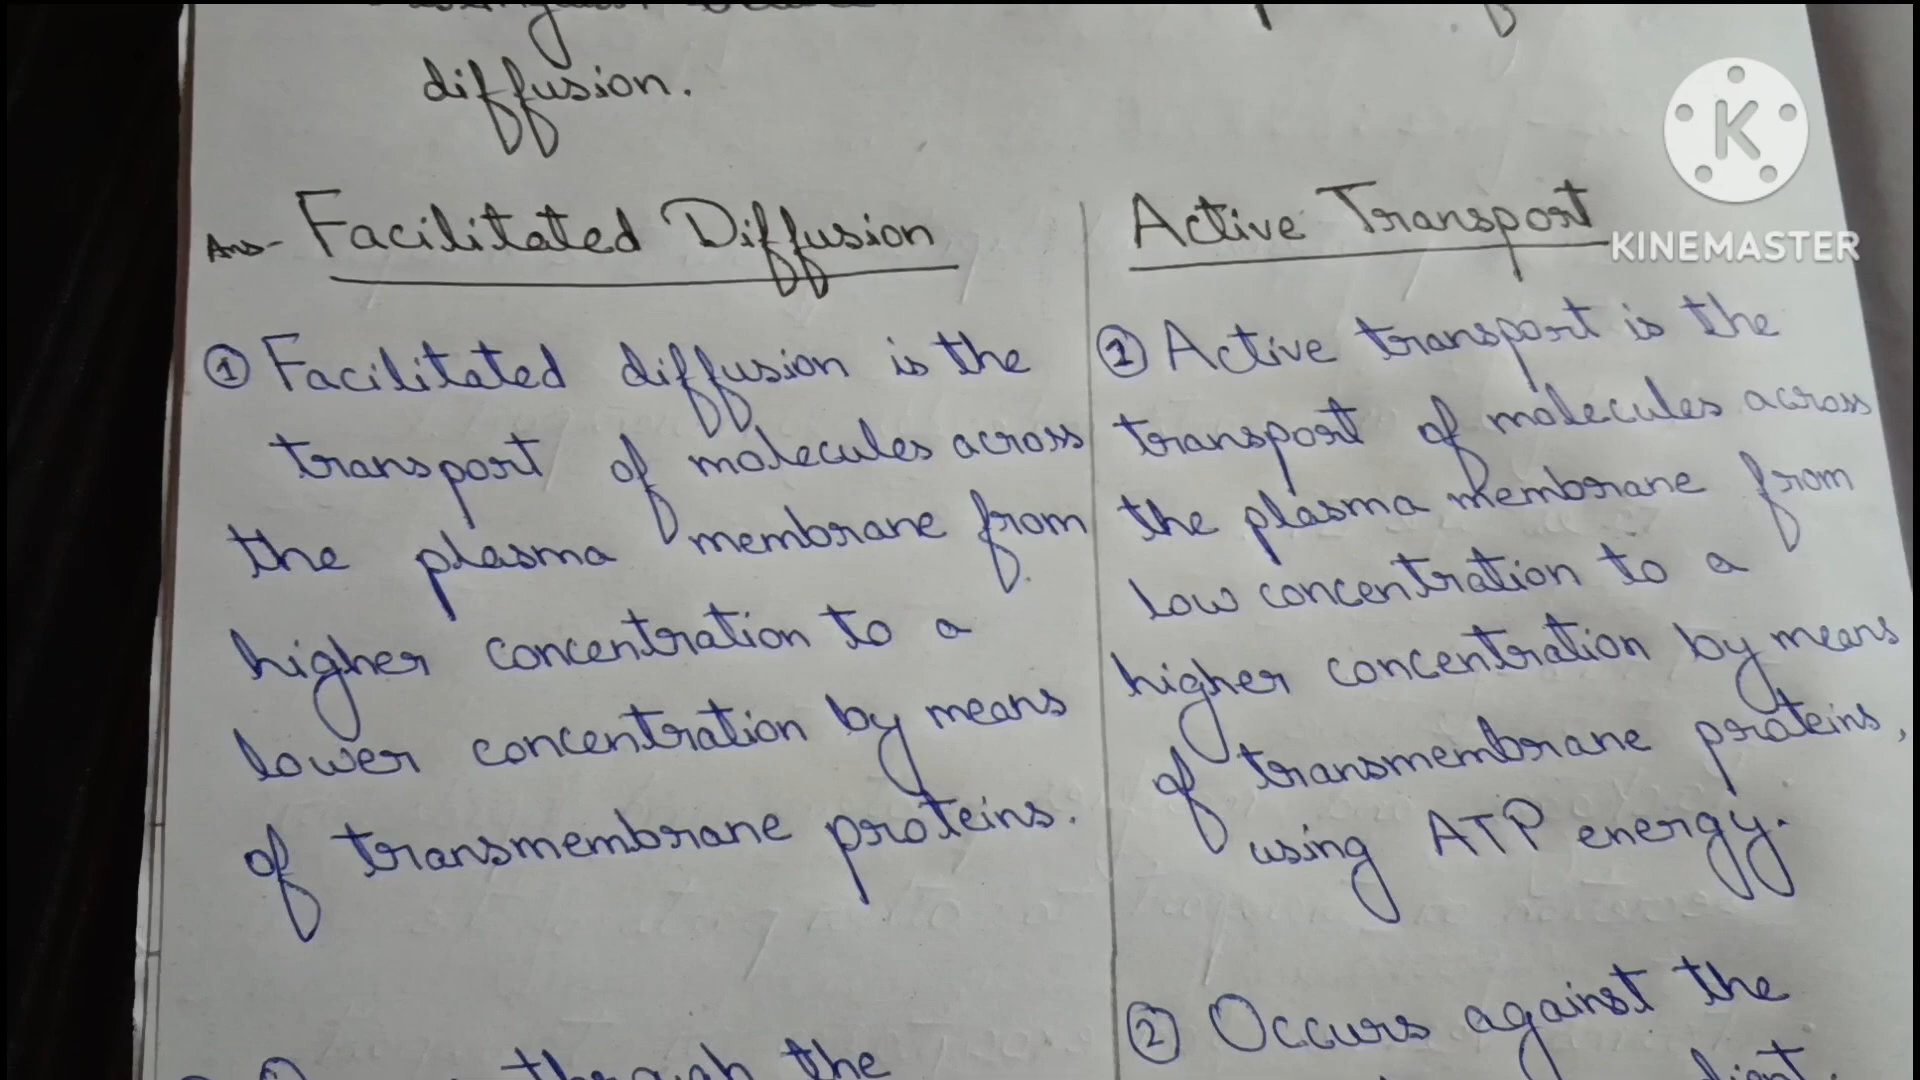 diffusion.
Ans- Facilitated Diffusion
① Facilitated diffusion is the
transport of molecules across
the plasma membrane from
higher concentration to a
lower concentration by means
of transmembrane proteins.
through the
Active Transport
① Active transport is the
transport of molecules across
the plasma membrane from
low concentration to a
higher concentration by means
of transmembrane proteins,
using ATP energy.
② Occurs against the
K
KINEMASTER